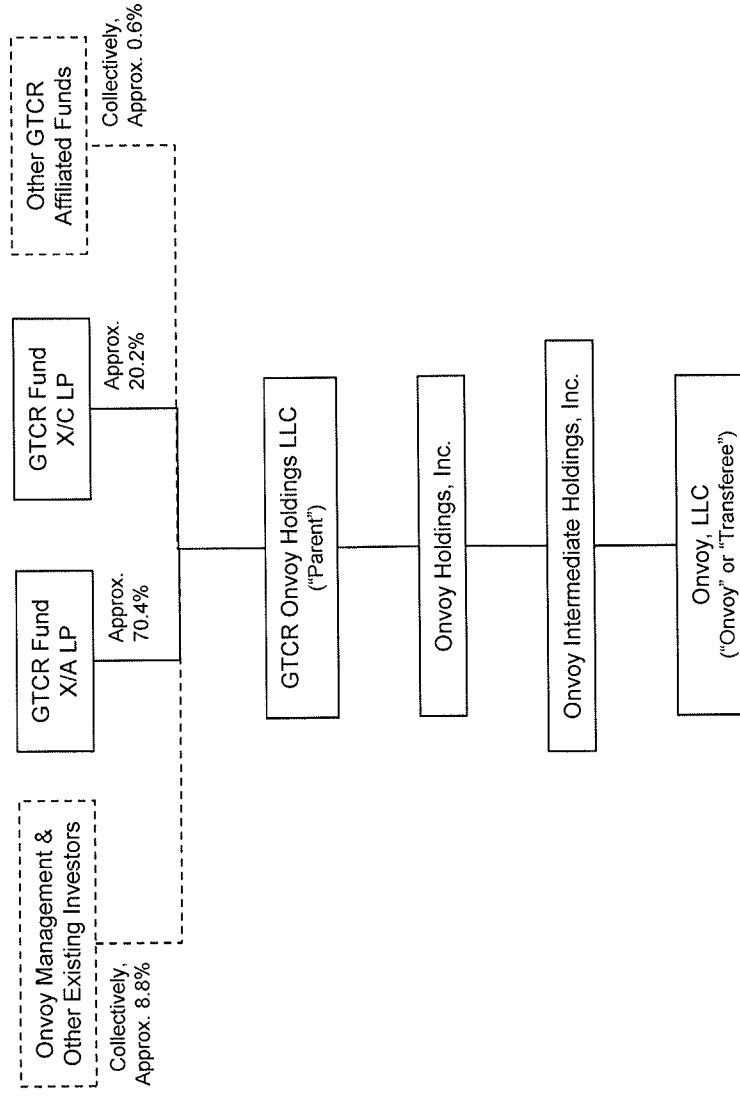 Onvoy Management &
Other Existing Investors
GTCR Fund
X/A LP
GTCR Fund
X/C LP
Other GTCR
Affiliated Funds
Collectively,
Approx. 8.8%
Approx.
70.4%
Approx.
20.2%
Collectively,
Approx. 0.6%
GTCR Onvoy Holdings LLC
(“Parent”)
Onvoy Holdings, Inc.
Onvoy Intermediate Holdings, Inc.
Onvoy, LLC
(“Onvoy” or “Transferee”)